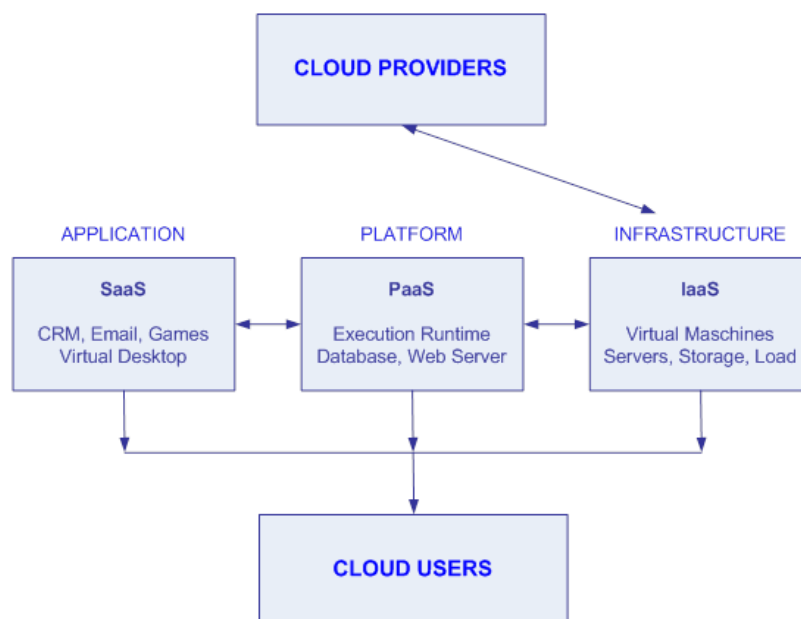 CLOUD PROVIDERS
APPLICATION
PLATFORM
INFRASTRUCTURE
SaaS
CRM, Email, Games
Virtual Desktop
PaaS
Execution Runtime
Database, Web Server
IaaS
Virtual Maschines
Servers, Storage, Load
CLOUD USERS